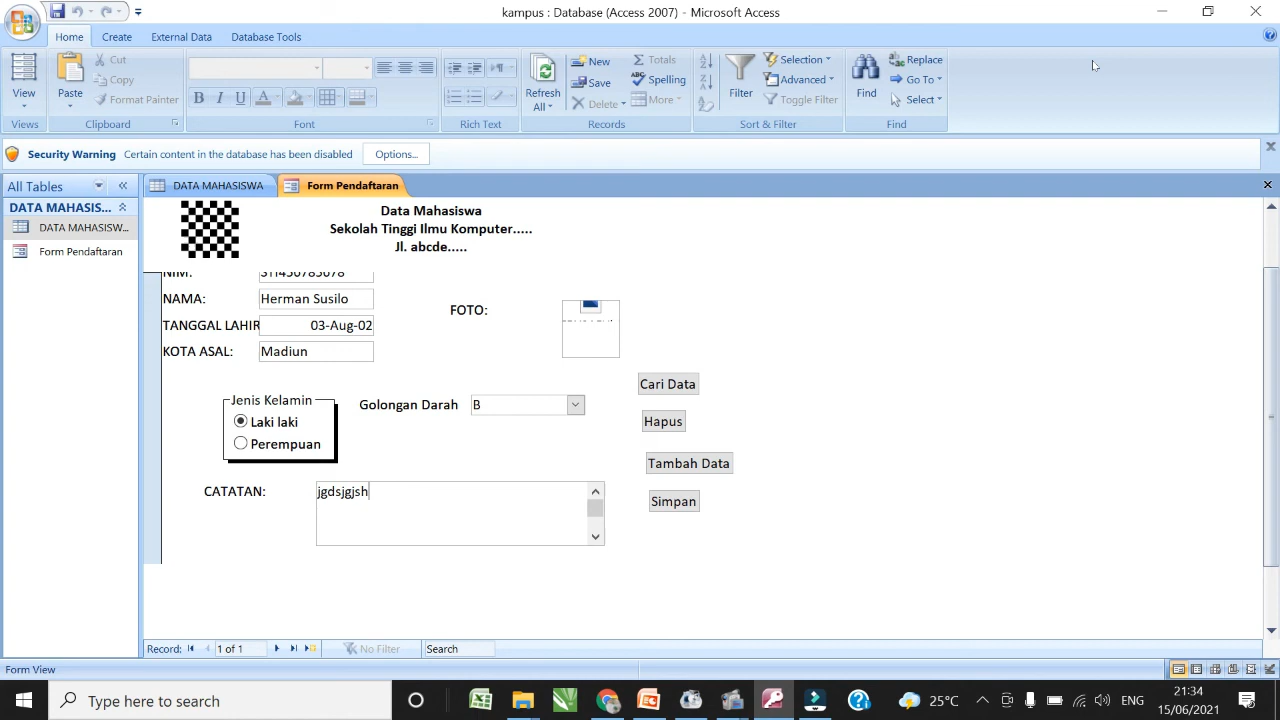 kampus : Database (Access 2007) - Microsoft Access
Home Create External Data Database Tools
View
Views
Paste
Cut
Copy
Format Painter
Clipboard
B I U A
Font
Rich Text
Refresh All
New
Save
Delete
Totals
Spelling
More
Records
Filter
Selection
Advanced
Toggle Filter
Sort & Filter
Find
Replace
Go To
Select
Find
Security Warning Certain content in the database has been disabled Options...
All Tables
DATA MAHASIS...
DATA MAHASISW...
Form Pendaftaran
DATA MAHASISWA Form Pendaftaran
Data Mahasiswa
Sekolah Tinggi Ilmu Komputer.....
Jl. abcde.....
NIM:
NAMA: Herman Susilo
TANGGAL LAHIR 03-Aug-02
KOTA ASAL: Madiun
FOTO:
Jenis Kelamin
Laki laki
Perempuan
Golongan Darah B
CATATAN: jgdsjgjsh
Cari Data
Hapus
Tambah Data
Simpan
Record: 1 of 1 No Filter Search
Form View
Type here to search
25°C ENG
21:34
15/06/2021